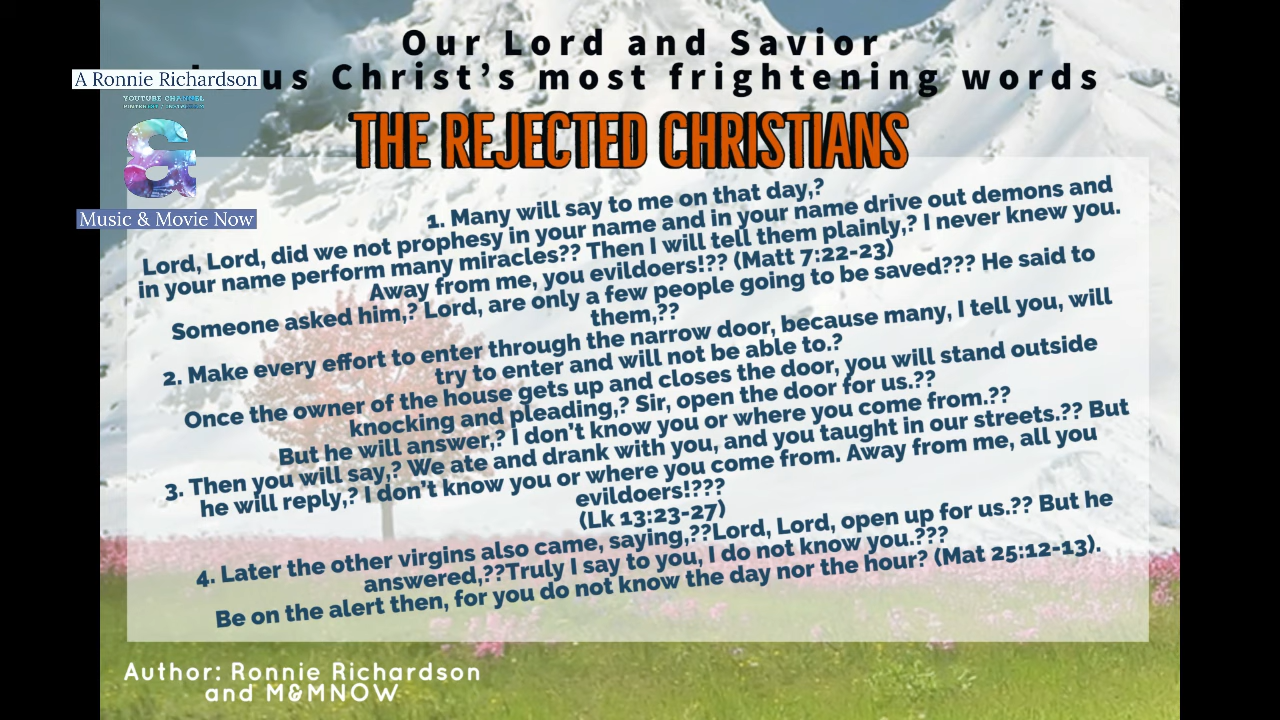 Our Lord and Savior
us Christ's most frightening words
A Ronnie Richardson
YOUTUBE CHANNEL
THE REJECTED CHRISTIANS
&
Music & Movie Now
1. Many will say to me on that day,?
Lord, Lord, did we not prophesy in your name and in your name drive out demons and
in your name perform many miracles?? Then I will tell them plainly,? I never knew you.
Away from me, you evildoers!?? (Matt 7:22-23)
Someone asked him,? Lord, are only a few people going to be saved??? He said to
them,??
2. Make every effort to enter through the narrow door, because many, I tell you, will
try to enter and will not be able to.?
Once the owner of the house gets up and closes the door, you will stand outside
knocking and pleading,? Sir, open the door for us.??
But he will answer,? I don't know you or where you come from.??
3. Then you will say,? We ate and drank with you, and you taught in our streets.?? But
he will reply,? I don't know you or where you come from. Away from me, all you
evildoers!???
(Lk 13:23-27)
4. Later the other virgins also came, saying,??Lord, Lord, open up for us.?? But he
answered,??Truly I say to you, I do not know you.???
Be on the alert then, for you do not know the day nor the hour? (Mat 25:12-13).
Author: Ronnie Richardson
and M&MNOW